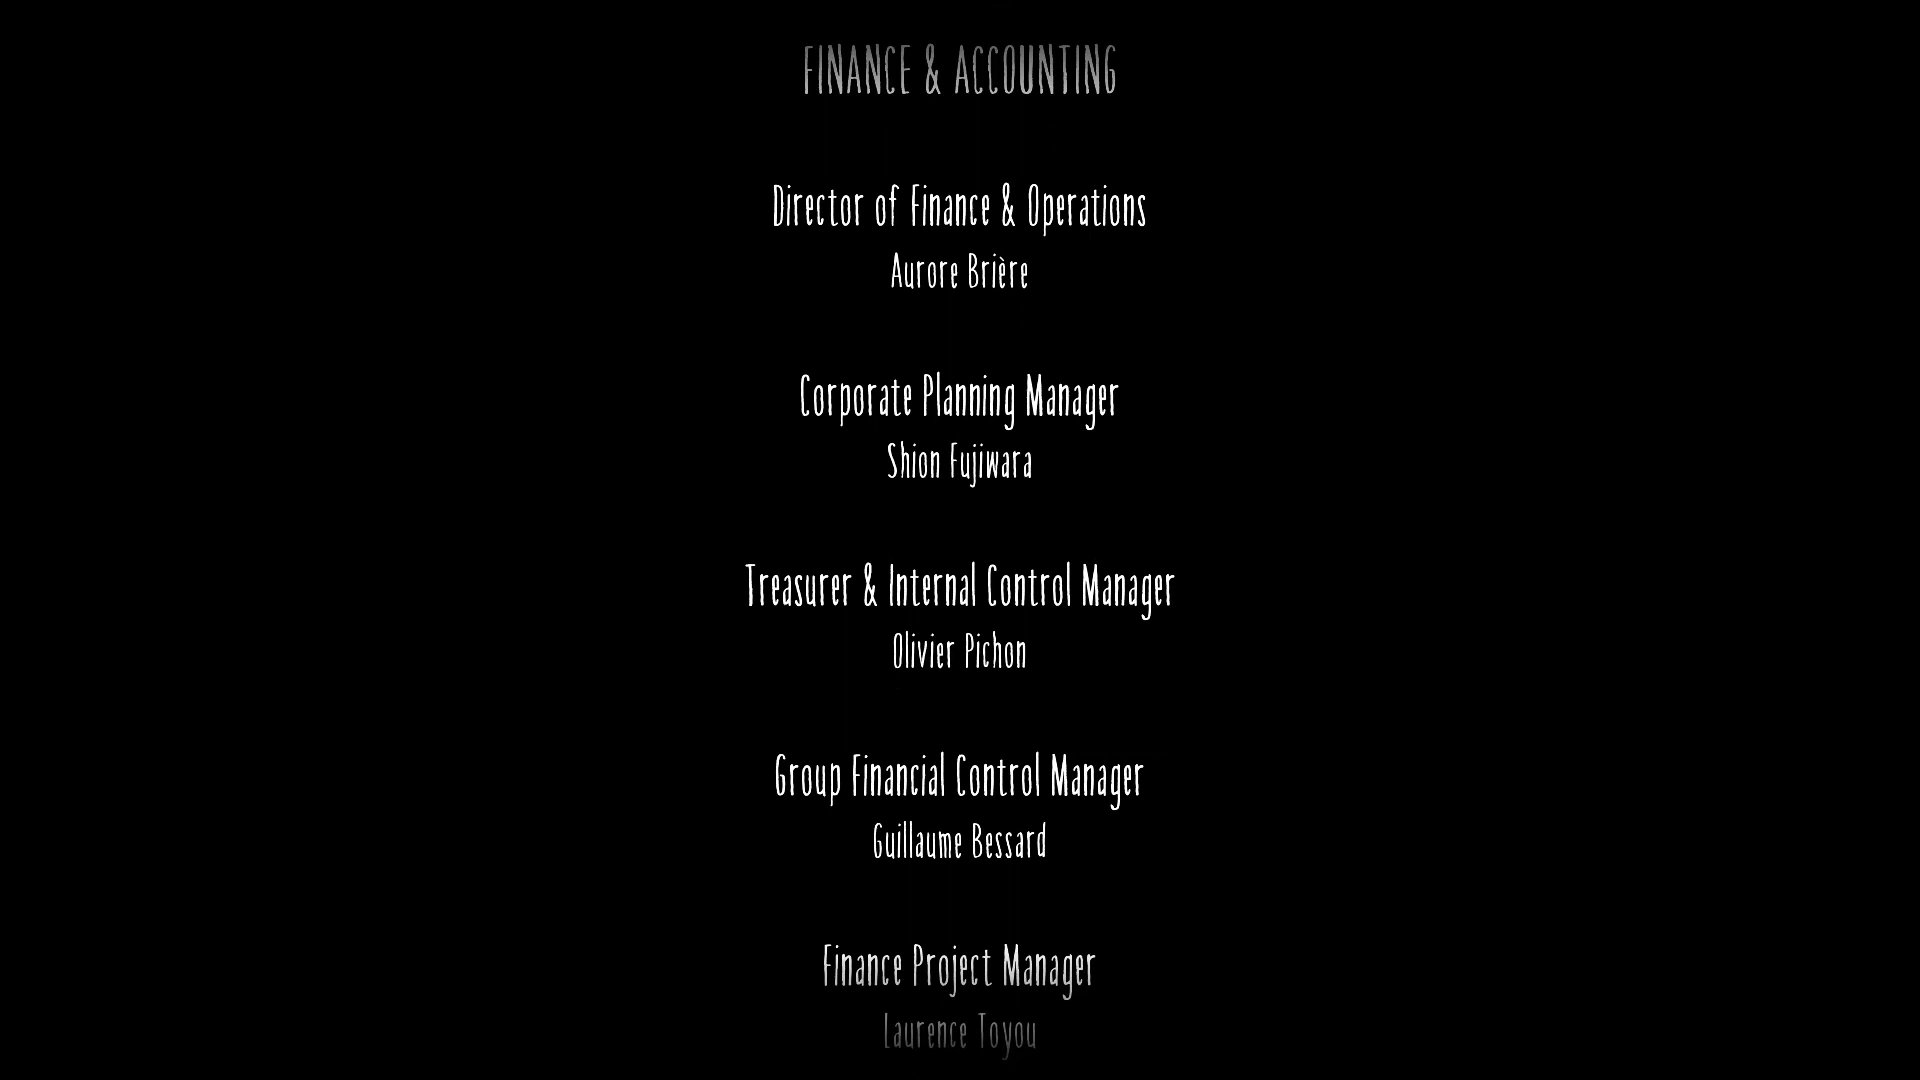 FINANCE & ACCOUNTING
Director of Finance & Operations
Aurore Brière
Corporate Planning Manager
Shion Fujiwara
Treasurer & Internal Control Manager
Olivier Pichon
Group Financial Control Manager
Guillaume Bessard
Finance Project Manager
Laurence Toyou